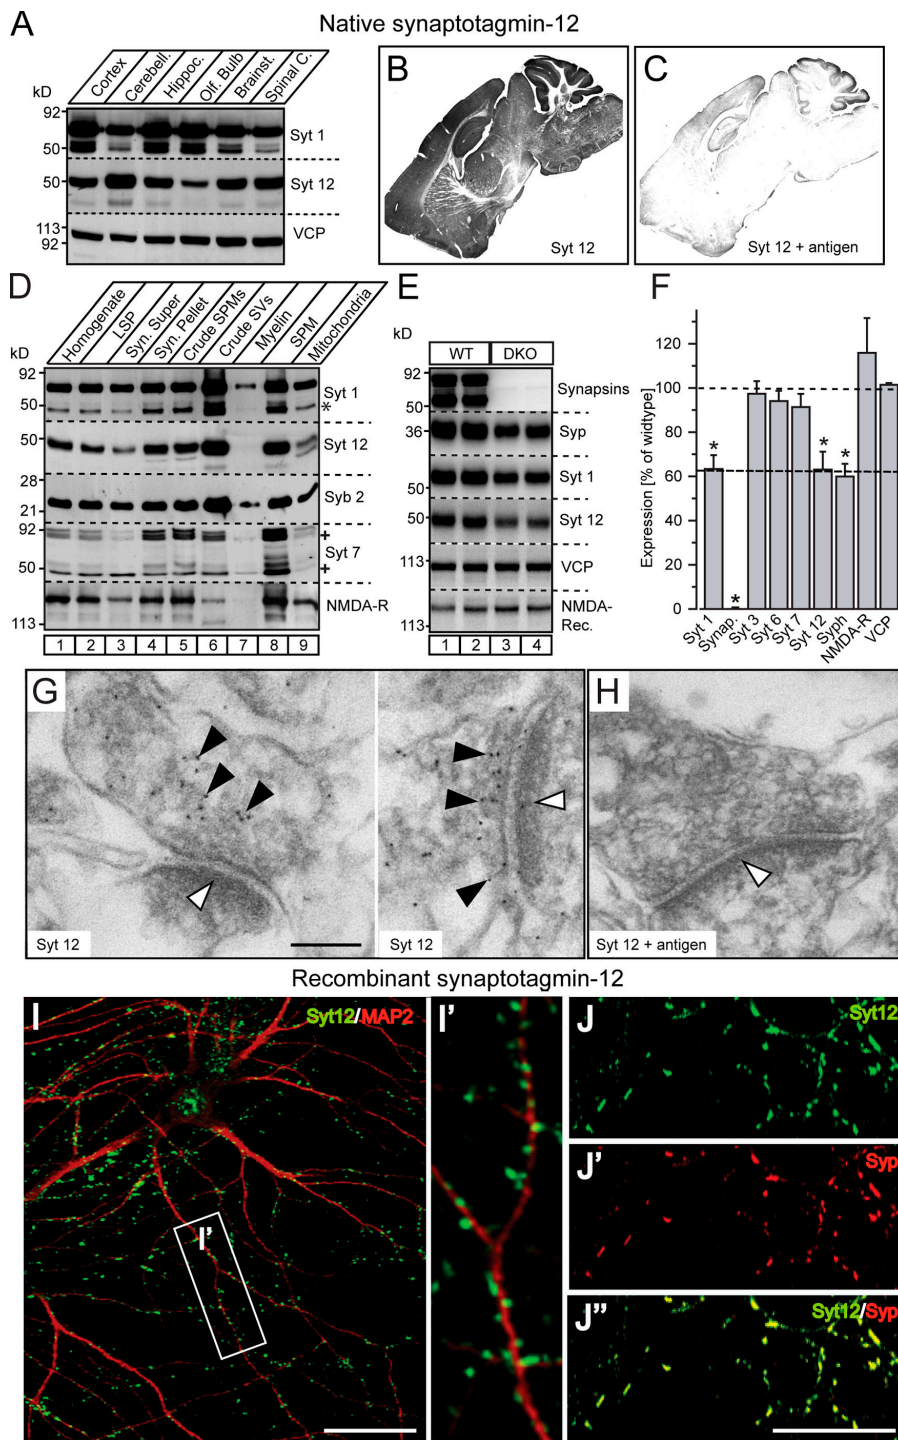 Native synaptotagmin-12
A
Cortex
Cerebell.
Hippoc.
Olf. Bulb
Brainst.
Spinal C.
kD
92
50
Syt 1
50
Syt 12
113
92
VCP
B
Syt 12
C
Syt 12 + antigen
D
Homogenate
LSP
Syn. Super
Syn. Pellet
Crude SPMs
Crude SVs
Myelin
SPM
Mitochondria
kD
92
Syt 1
50
*
50
Syt 12
28
Syb 2
21
92
+
Syt 7
50
+
NMDA-R
113
1 2 3 4 5 6 7 8 9
E
kD
WT DKO
92
Synapsins
50
36
Syp
Syt 1
50
50
Syt 12
113
VCP
NMDA-
Rec.
113
1 2 3 4
F
Expression [% of widtype]
120
100
80
60
40
20
0
*
*
*
*
Syt 1
Synap.
Syt 3
Syt 6
Syt 7
Syt 12
Syph
NMDA-R
VCP
G
Syt 12
Syt 12
H
Syt 12 + antigen
Recombinant synaptotagmin-12
I
Syt12/MAP2
I'
I'
J
Syt12
J'
Syp
J"
Syt12/Syp